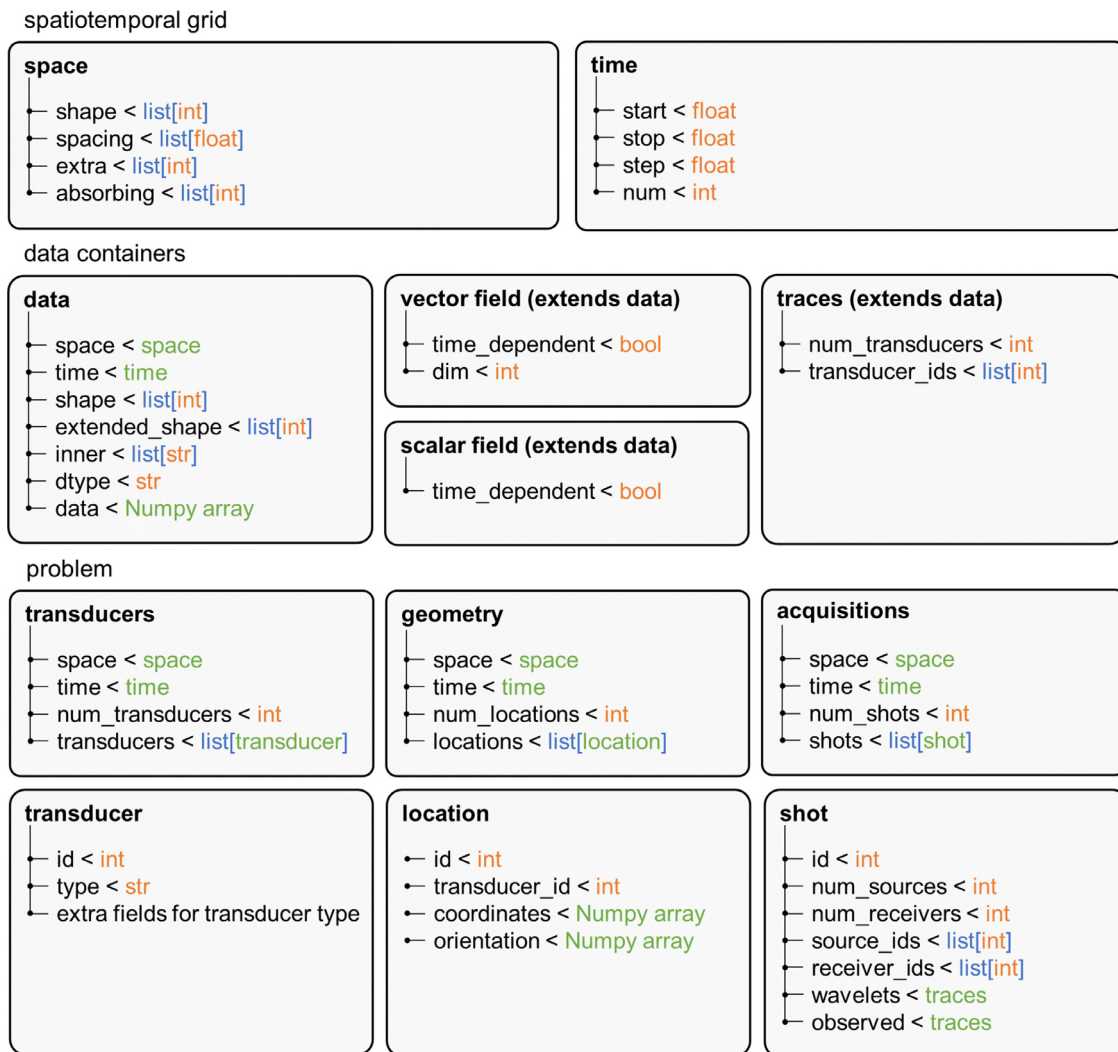 spatiotemporal grid
space
shape < list[int]
spacing < list[float]
extra < list[int]
absorbing < list[int]
time
start < float
stop < float
step < float
num < int
data containers
data
space < space
time < time
shape < list[int]
extended_shape < list[int]
inner < list[str]
dtype < str
data < Numpy array
vector field (extends data)
time_dependent < bool
dim < int
scalar field (extends data)
time_dependent < bool
traces (extends data)
num_transducers < int
transducer_ids < list[int]
problem
transducers
space < space
time < time
num_transducers < int
transducers < list[transducer]
geometry
space < space
time < time
num_locations < int
locations < list[location]
acquisitions
space < space
time < time
num_shots < int
shots < list[shot]
transducer
id < int
type < str
extra fields for transducer type
location
id < int
transducer_id < int
coordinates < Numpy array
orientation < Numpy array
shot
id < int
num_sources < int
num_receivers < int
source_ids < list[int]
receiver_ids < list[int]
wavelets < traces
observed < traces